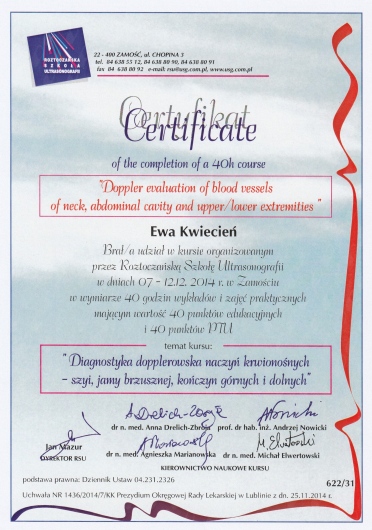 ROZTOCZAŃSKA
SZKOŁA
ULTRASONOGRAFII
22 - 400 ZAMOŚĆ, ul. CHOPINA 3
tel. 84 638 55 12, 84 638 80 90, 84 638 80 91
fax 84 638 80 92 e-mail: rsu@usg.com.pl, www.usg.com.pl
Certyfikat
Certificate
of the completion of a 40h course
"Doppler evaluation of blood vessels
of neck, abdominal cavity and upper/lower extremities "
Ewa Kwiecień
Brał/a udział w kursie organizowanym
przez Roztoczańską Szkołę Ultrasonografii
w dniach 07 - 12.12. 2014 r. w Zamościu
w wymiarze 40 godzin wykładów i zajęć praktycznych
mającym wartość 40 punktów edukacyjnych
i 40 punktów PTU
temat kursu:
" Diagnostyka dopplerowska naczyń krwionośnych
- szyi, jamy brzusznej, kończyn górnych i dolnych"
dr n. med. Anna Drelich-Zbroja prof. dr hab. inż. Andrzej Nowicki
Jan Mazur
DYREKTOR RSU
dr n. med. Agnieszka Marianowska dr n. med. Michał Elwertowski
KIEROWNICTWO NAUKOWE KURSU
622/31
podstawa prawna: Dziennik Ustaw 04.231.2326
Uchwała NR 1436/2014/7/KK Prezydium Okręgowej Rady Lekarskiej w Lublinie z dn. 25.11.2014 r.